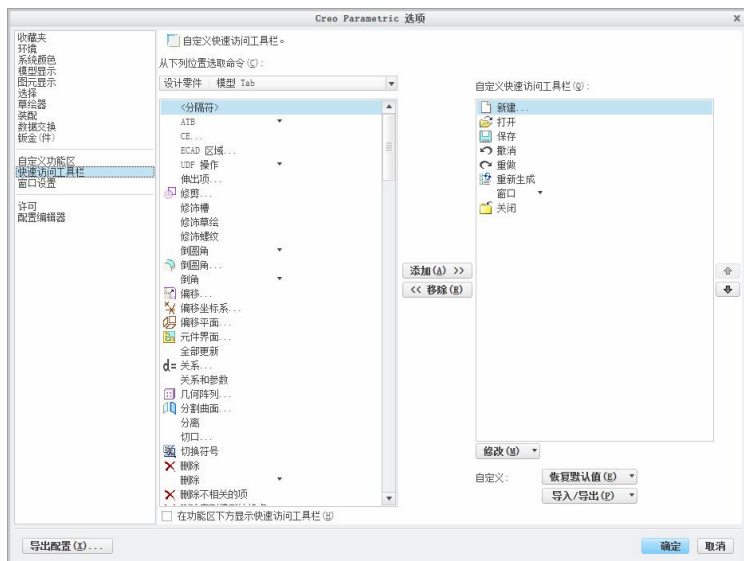 Creo Parametric 选项
收藏夹
环境
系统颜色
模型显示
图元显示
选择
草绘器
装配
数据交换
钣金(件)
自定义功能区
快速访问工具栏
窗口设置
许可
配置编辑器
自定义快速访问工具栏。
从下列位置选取命令(C):
设计零件 | 模型 Tab
<分隔符>
ATB
CE...
ECAD 区域...
UDF 操作
伸出项...
修剪...
修饰槽
修饰草绘
修饰螺纹
倒圆角
倒圆角...
倒角
偏移...
偏移坐标系...
偏移平面...
元件界面...
全部更新
d= 关系...
关系和参数
几何阵列...
分割曲面...
分离
切口...
切换符号
删除
删除
删除不相关的项
在功能区下方显示快速访问工具栏(H)
添加(A) >>
<< 移除(R)
自定义快速访问工具栏(Q):
新建...
打开
保存
撤消
重做
重新生成
窗口
关闭
修改(M)
自定义:
恢复默认值(E)
导入/导出(P)
导出配置(X)...
确定
取消